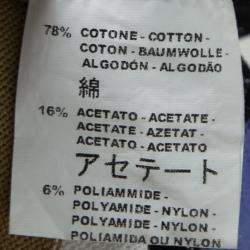 78% COTONE - COTTON -
COTON - BAUMWOLLE -
ALGODÓN - ALGODÃO
綿
16% ACETATO - ACETATE -
ACETATE - AZETAT -
ACETATO - ACETATO
アセテート
6% POLIAMMIDE -
POLYAMIDE - NYLON -
POLYAMIDE - NYLON -
POLIAMIDA OU NYLON